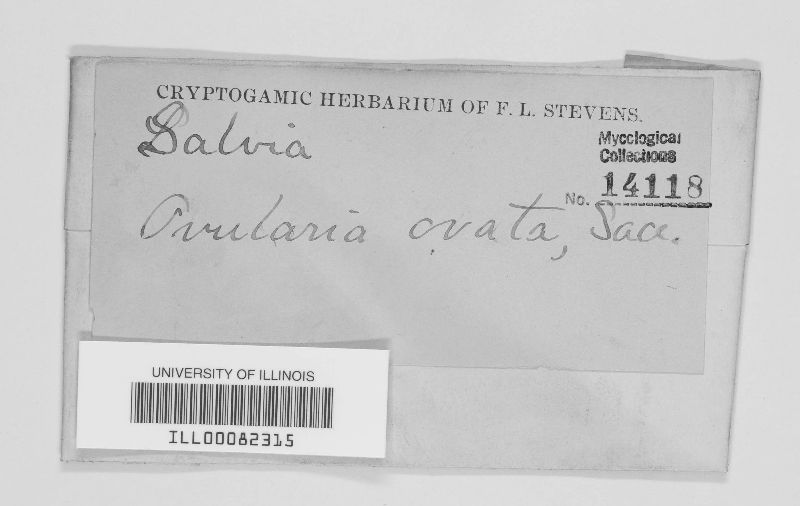 CRYPTOGAMIC HERBARIUM OF F. L. STEVENS.
Salvia
Mycological
Collections
No. 14118
Ovularia ovata, Sacc.
UNIVERSITY OF ILLINOIS
ILL00082315